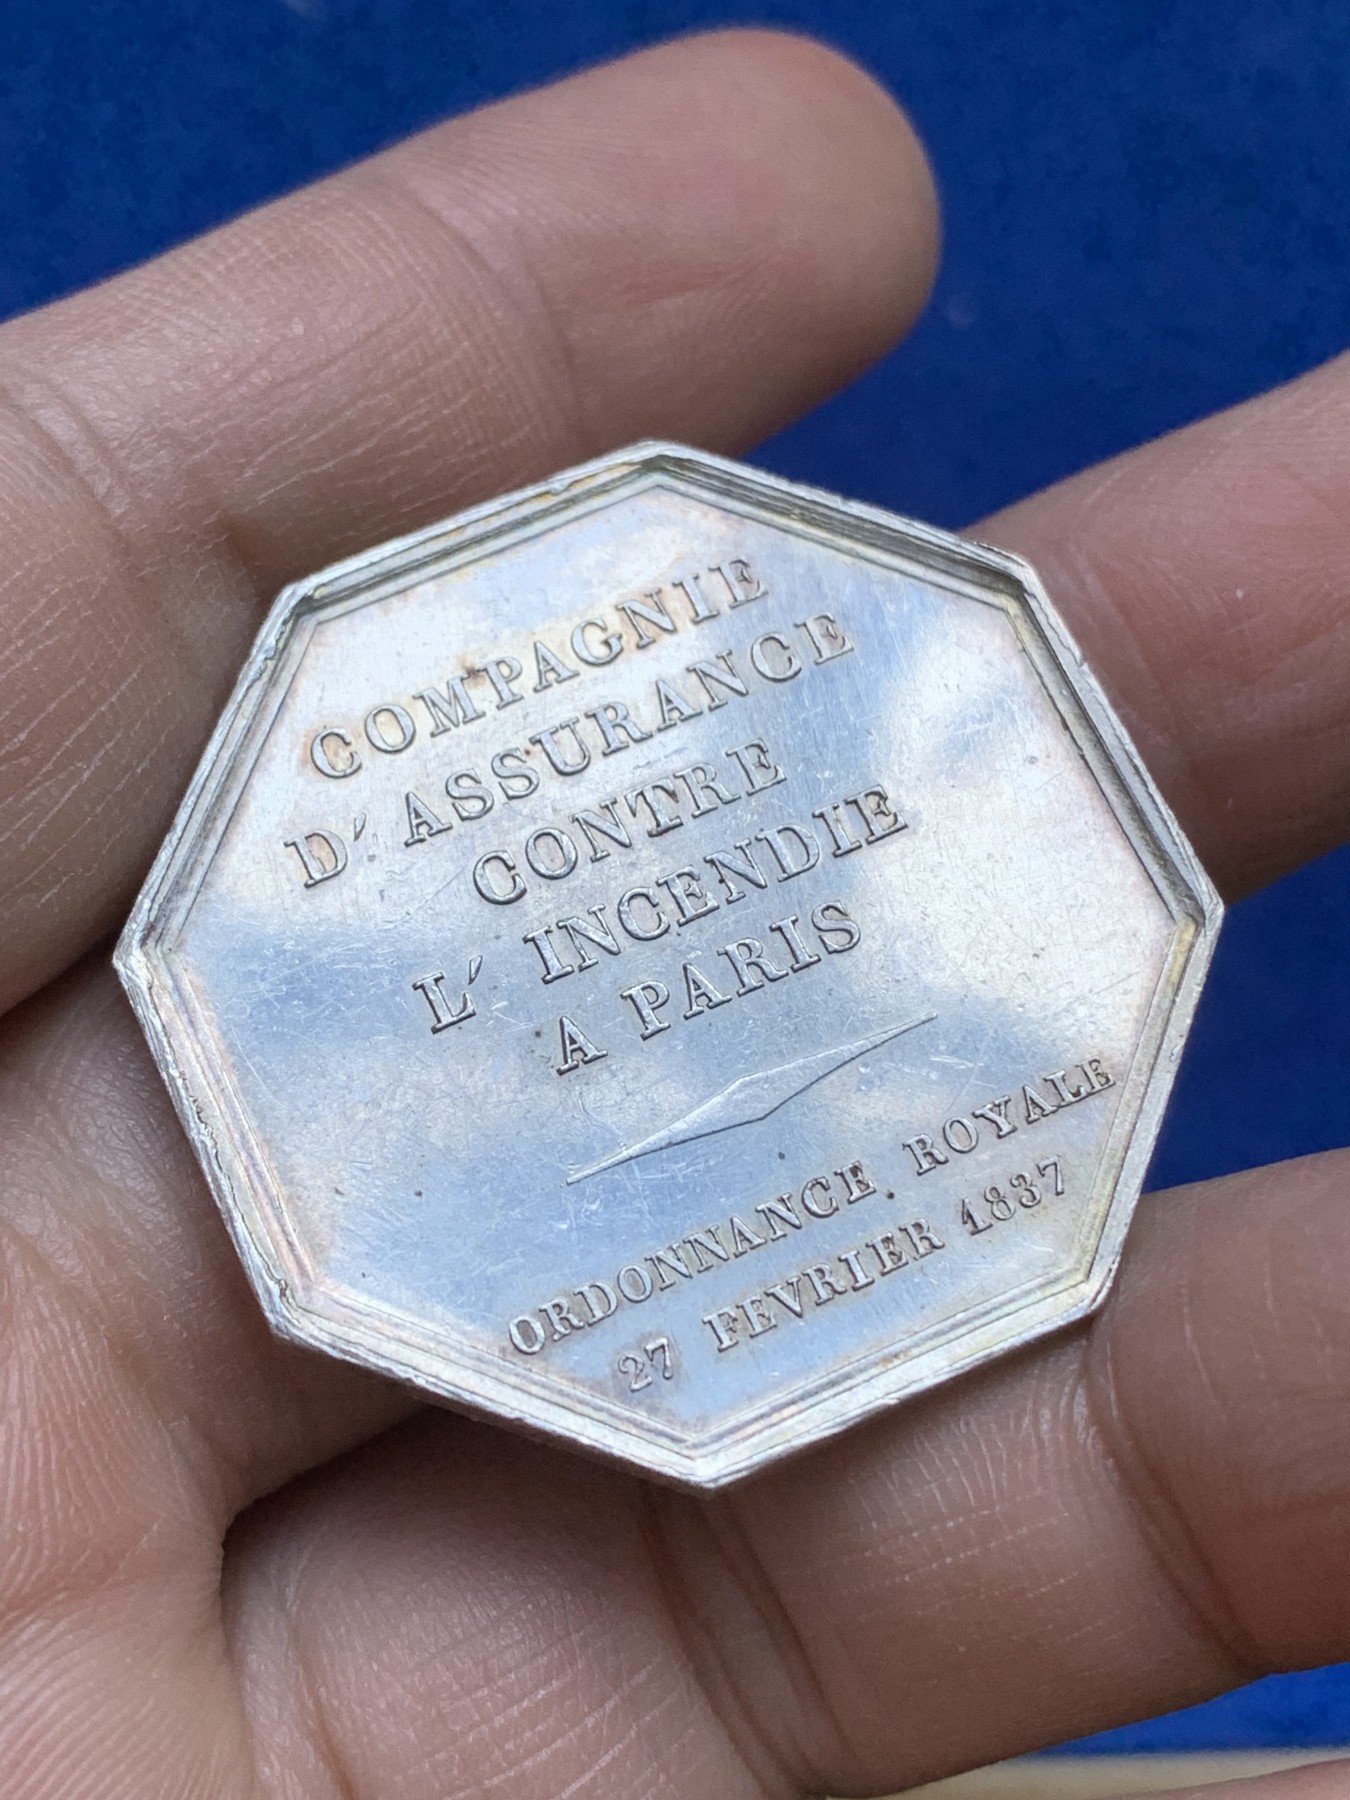 COMPAGNIE
D' ASSURANCE
CONTRE
L' INCENDIE
A PARIS
ORDONNANCE ROYALE
27 FEVRIER 1837